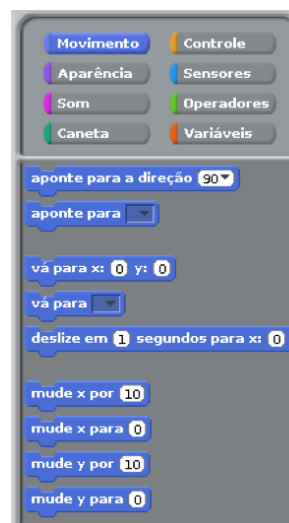 Movimento Controle
Aparência Sensores
Som Operadores
Caneta Variáveis
aponte para a direção 90
aponte para
vá para x: 0 y: 0
vá para
deslize em 1 segundos para x: 0
mude x por 10
mude x para 0
mude y por 10
mude y para 0